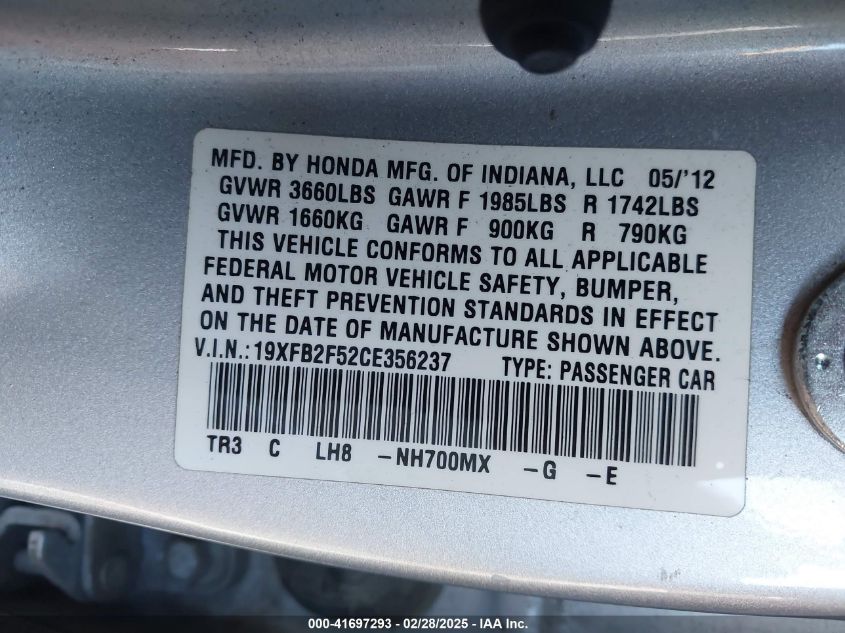 MFD. BY HONDA MFG. OF INDIANA, LLC 05/'12
GVWR 3660LBS GAWR F 1985LBS R 1742LBS
GVWR 1660KG GAWR F 900KG R 790KG
THIS VEHICLE CONFORMS TO ALL APPLICABLE
FEDERAL MOTOR VEHICLE SAFETY, BUMPER,
AND THEFT PREVENTION STANDARDS IN EFFECT
ON THE DATE OF MANUFACTURE SHOWN ABOVE.
V.I.N.:19XFB2F52CE356237 TYPE: PASSENGER CAR
TR3 C LH8 -NH700MX -G -E
000-41697293 / 02/28/2025 - IAA Inc.